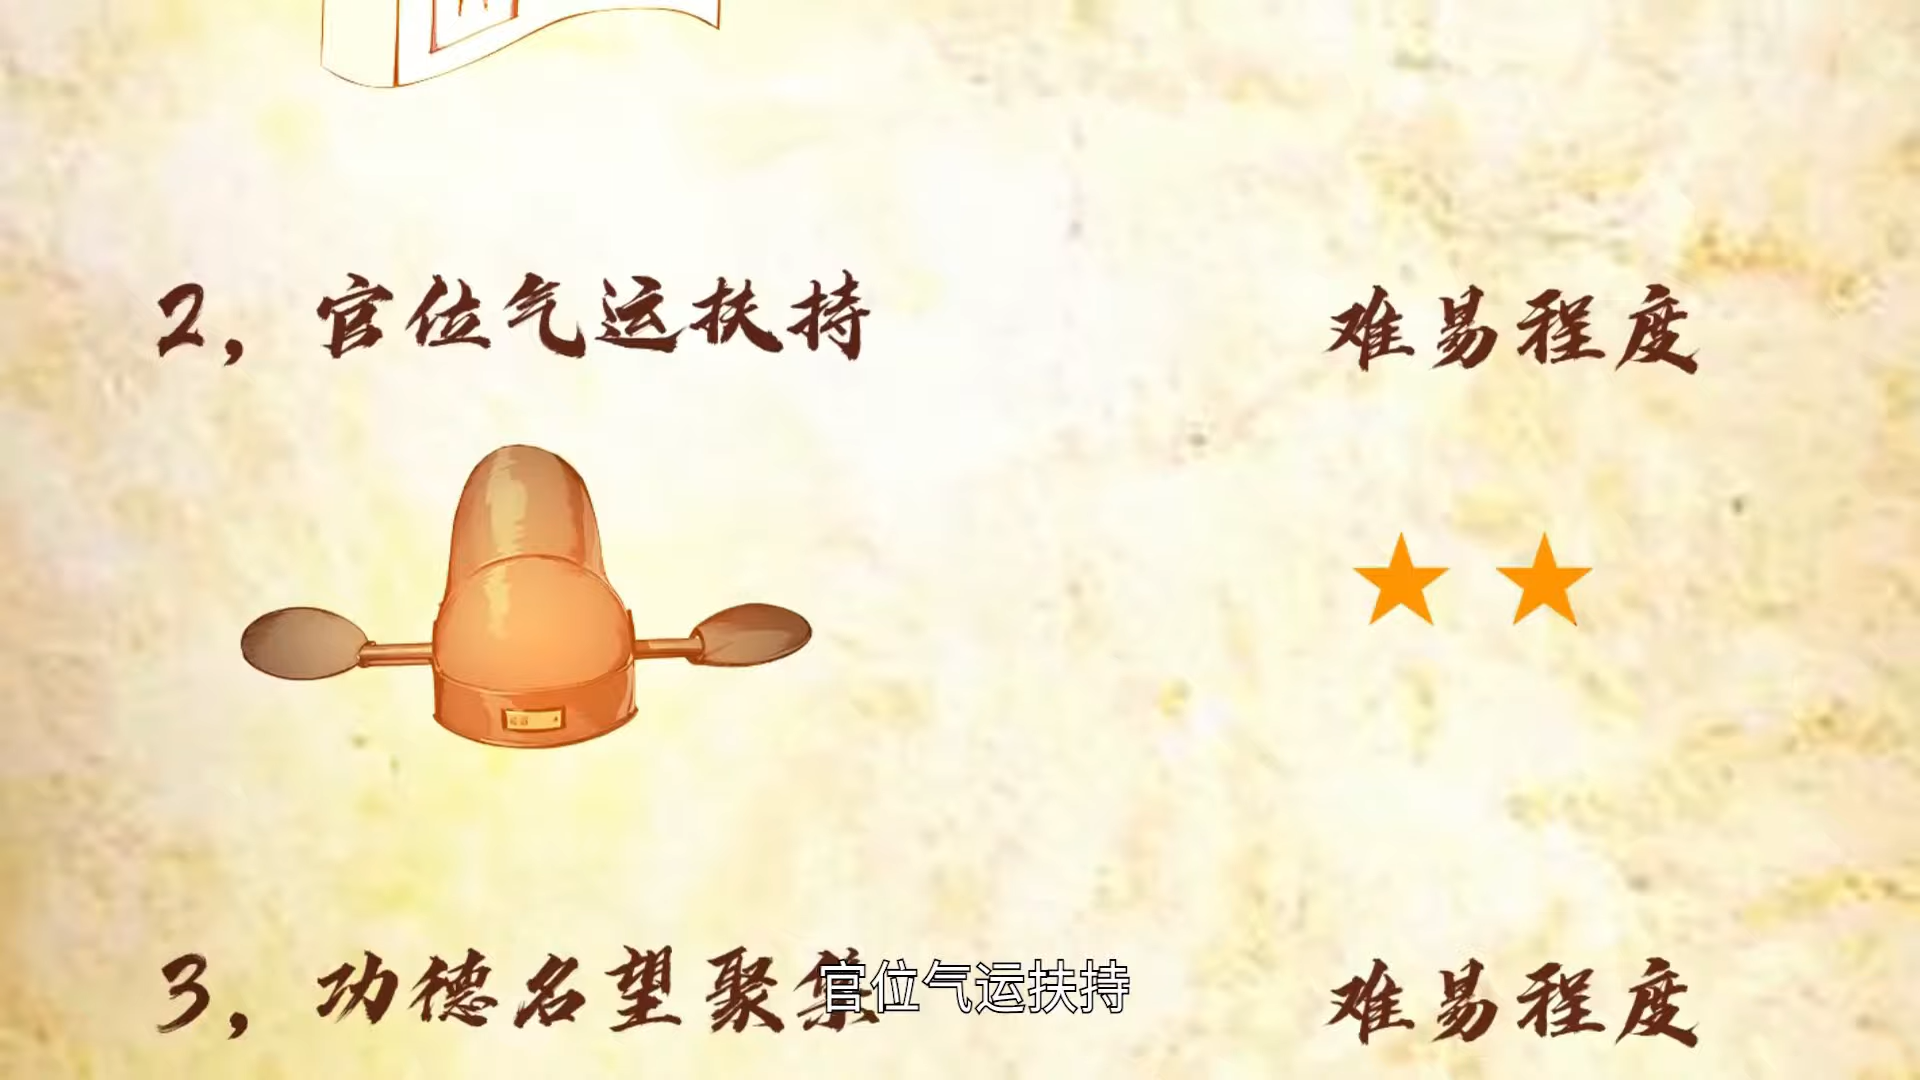 2，官位气运扶持
难易程度
3，功德名望聚集
难易程度
官位气运扶持